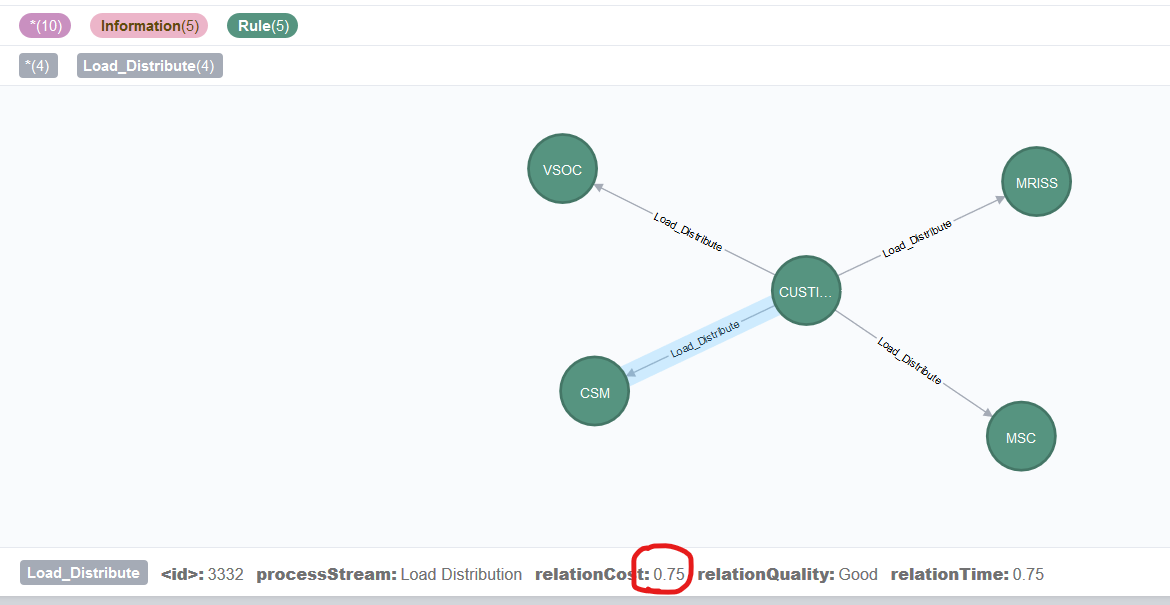 *(10) Information(5) Rule(5)
*(4) Load_Distribute(4)
VSOC
MRISS
Load_Distribute
Load_Distribute
CUSTI...
Load_Distribute
Load_Distribute
CSM
MSC
Load_Distribute <id>: 3332 processStream: Load Distribution relationCost: 0.75 relationQuality: Good relationTime: 0.75